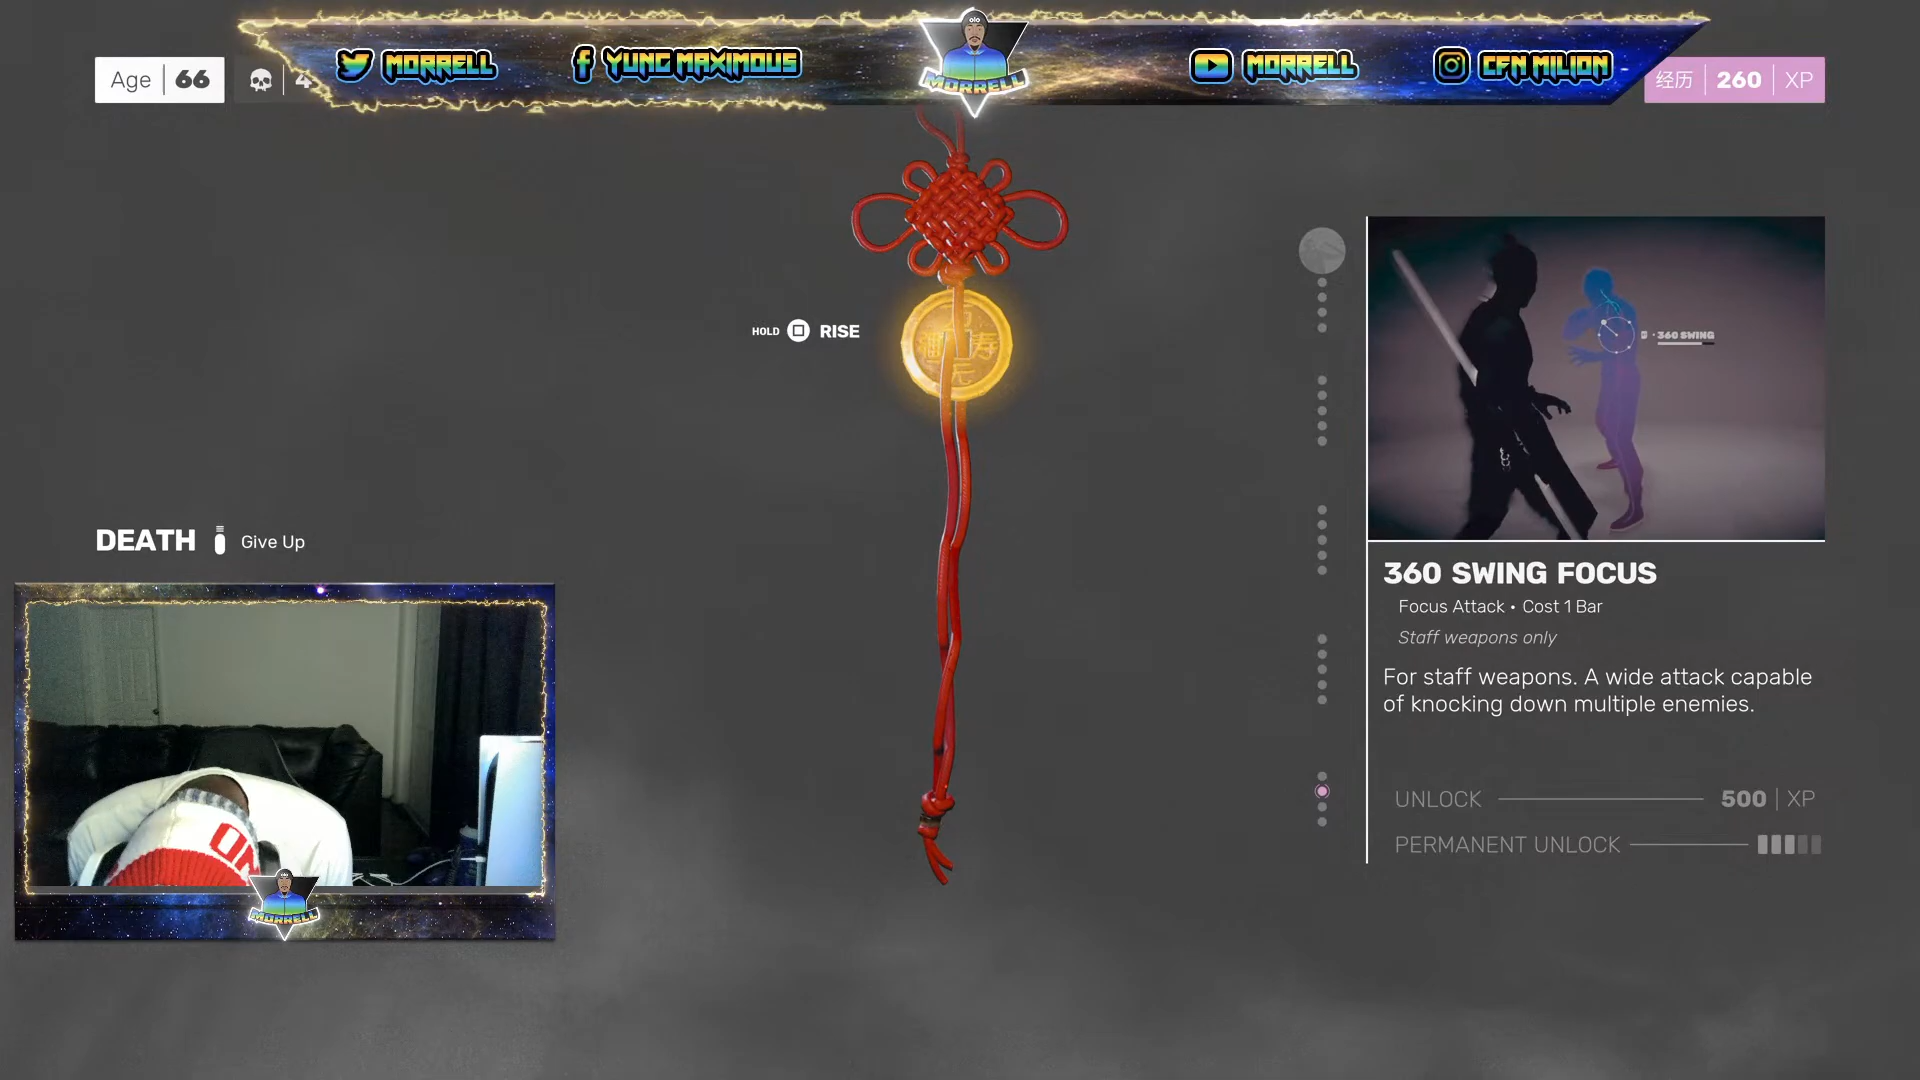 MORRELL
YUNG MAXIMOUS
MORRELL
MORRELL
CFN MILION
Age 66
4
经历 260 XP
HOLD RISE
360 SWING
DEATH Give Up
360 SWING FOCUS
Focus Attack • Cost 1 Bar
Staff weapons only
For staff weapons. A wide attack capable
of knocking down multiple enemies.
UNLOCK 500 XP
PERMANENT UNLOCK
MORRELL